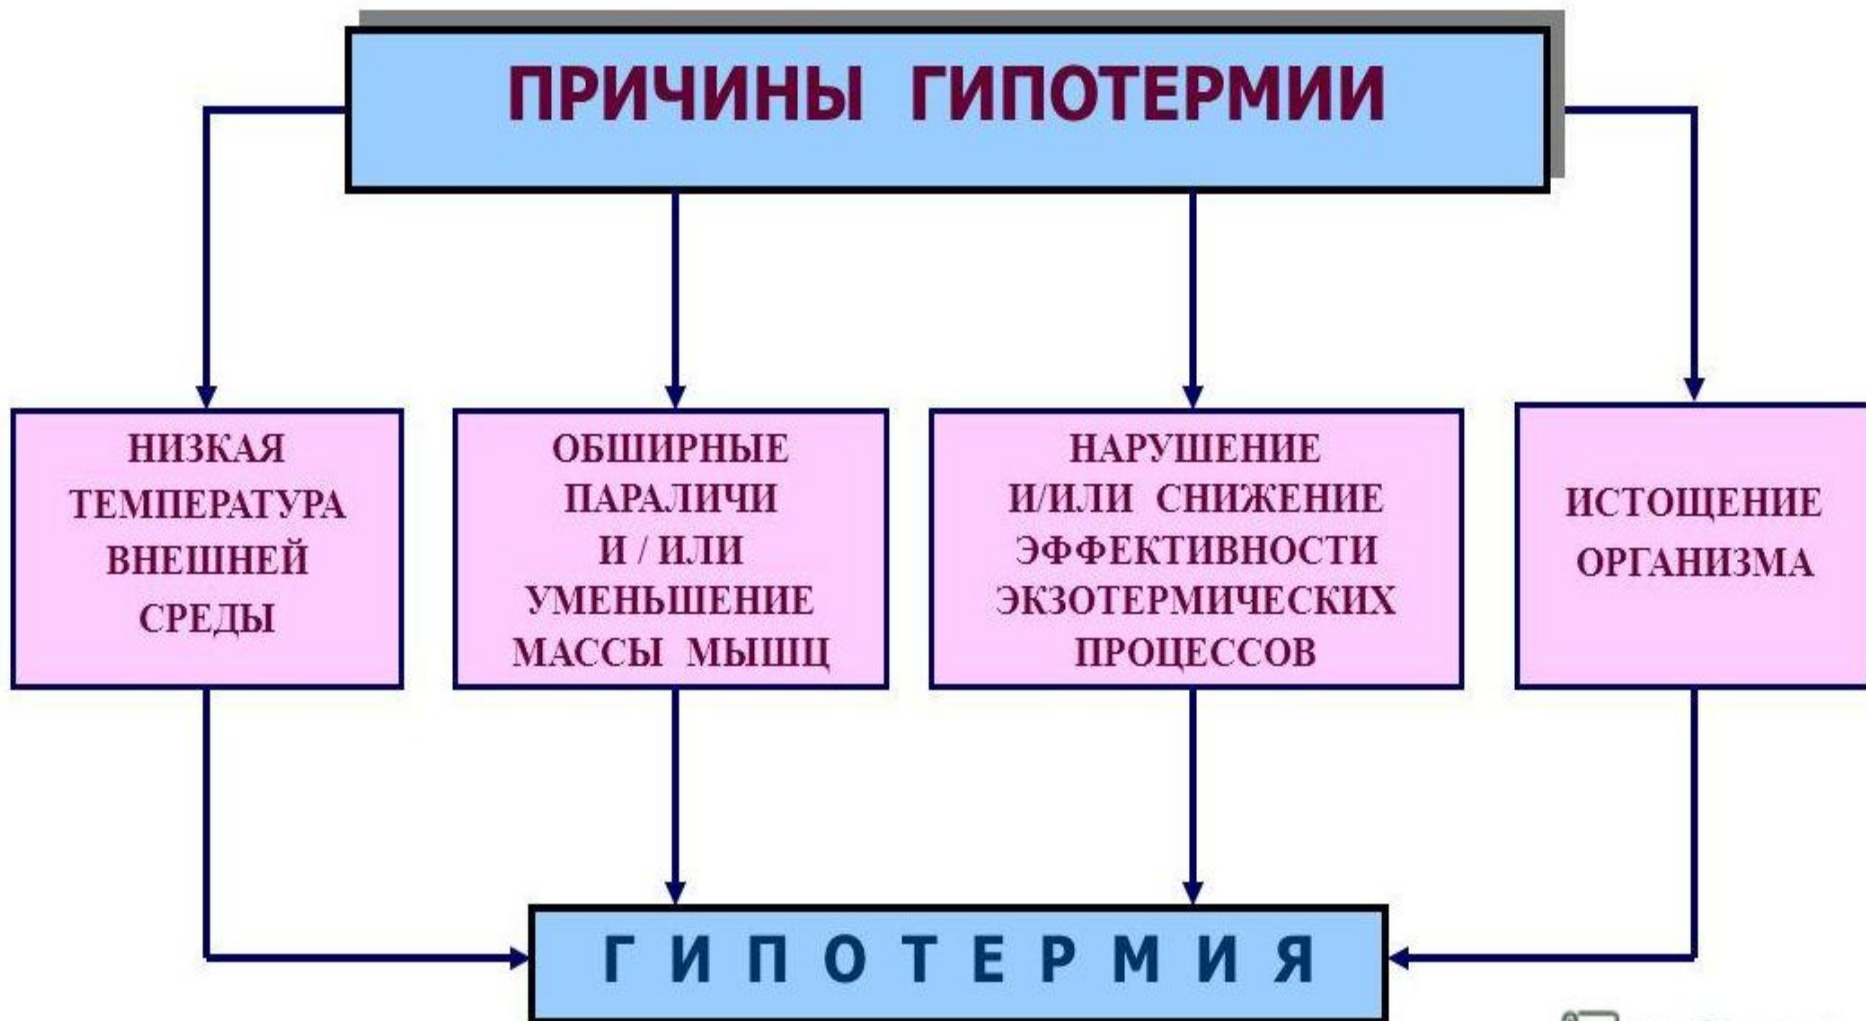 ПРИЧИНЫ ГИПОТЕРМИИ
НИЗКАЯ
ТЕМПЕРАТУРА
ВНЕШНЕЙ
СРЕДЫ
ОБШИРНЫЕ
ПАРАЛИЧИ
И / ИЛИ
УМЕНЬШЕНИЕ
МАССЫ МЫШЦ
НАРУШЕНИЕ
И/ИЛИ СНИЖЕНИЕ
ЭФФЕКТИВНОСТИ
ЭКЗОТЕРМИЧЕСКИХ
ПРОЦЕССОВ
ИСТОЩЕНИЕ
ОРГАНИЗМА
Г И П О Т Е Р М И Я